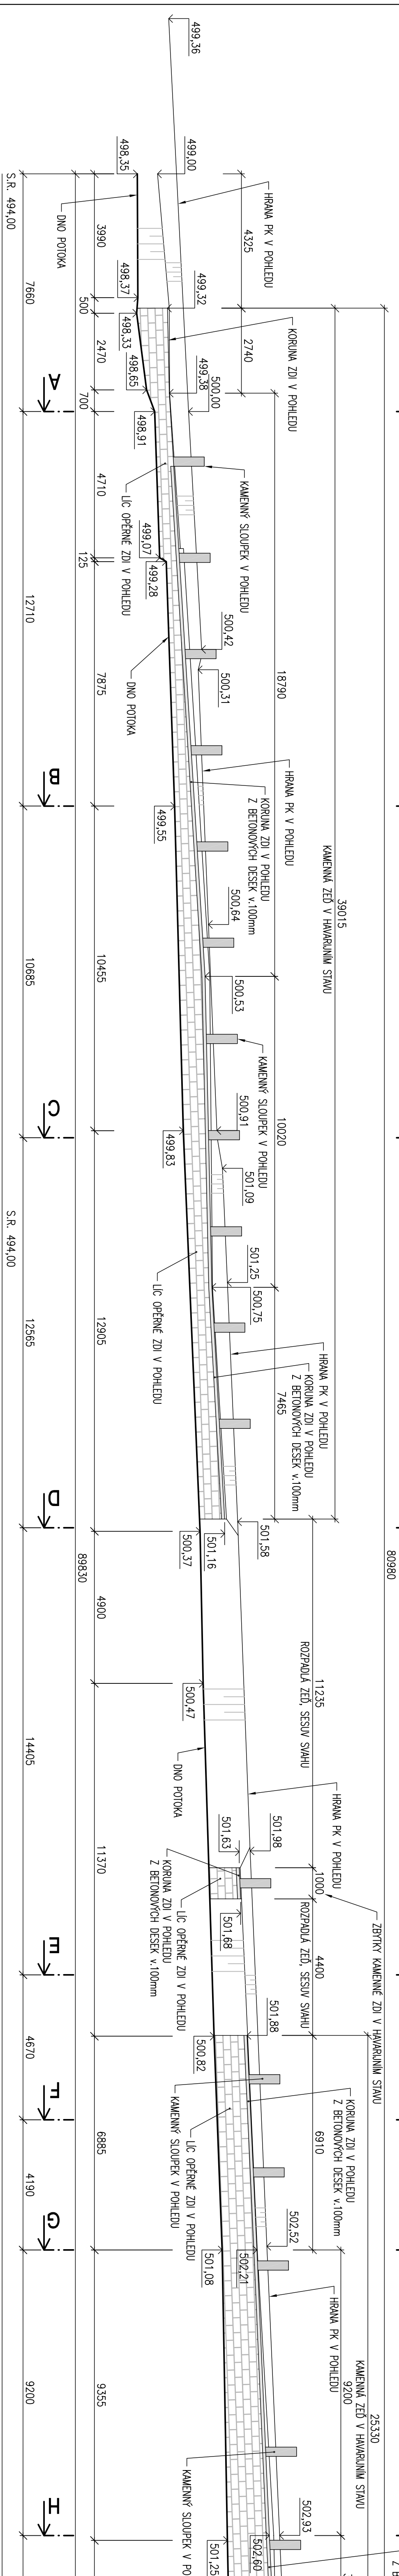 499,36
499,00
498,35
HRANA PK V POHLEDU
4325
DNO POTOKA
3990
S.R. 494,00
7660
498,37
500
498,33
2470
498,65
700
A
498,91
499,32
2740
KORUNA ZDI V POHLEDU
499,38
500,00
KAMENNÝ SLOUPEK V POHLEDU
LÍC OPĚRNÉ ZDI V POHLEDU
4710
499,07
125
499,28
12710
7875
DNO POTOKA
500,42
500,31
18790
HRANA PK V POHLEDU
KORUNA ZDI V POHLEDU
Z BETONOVÝCH DESEK v.100mm
39015
KAMENNÁ ZEĎ V HAVARIJNÍM STAVU
B
499,55
500,64
500,53
10455
10685
KAMENNÝ SLOUPEK V POHLEDU
C
499,83
500,91
501,09
10020
S.R. 494,00
LÍC OPĚRNÉ ZDI V POHLEDU
501,25
500,75
12905
12565
HRANA PK V POHLEDU
KORUNA ZDI V POHLEDU
Z BETONOVÝCH DESEK v.100mm
7465
D
501,58
501,16
500,37
80980
89830
4900
500,47
11235
ROZPADLÁ ZEĎ, SESUV SVAHU
14405
DNO POTOKA
HRANA PK V POHLEDU
11370
501,98
501,63
501,68
1000
ZBYTKY KAMENNÉ ZDI V HAVARIJNÍM STAVU
LÍC OPĚRNÉ ZDI V POHLEDU
KORUNA ZDI V POHLEDU
Z BETONOVÝCH DESEK v.100mm
4400
ROZPADLÁ ZEĎ, SESUV SVAHU
E
501,88
500,82
4670
KORUNA ZDI V POHLEDU
Z BETONOVÝCH DESEK v.100mm
6910
F
6885
LÍC OPĚRNÉ ZDI V POHLEDU
KAMENNÝ SLOUPEK V POHLEDU
4190
G
502,52
502,21
501,08
HRANA PK V POHLEDU
25330
KAMENNÁ ZEĎ V HAVARIJNÍM STAVU
9200
9355
9200
KAMENNÝ SLOUPEK V PO
H
502,93
502,60
501,25
Z B